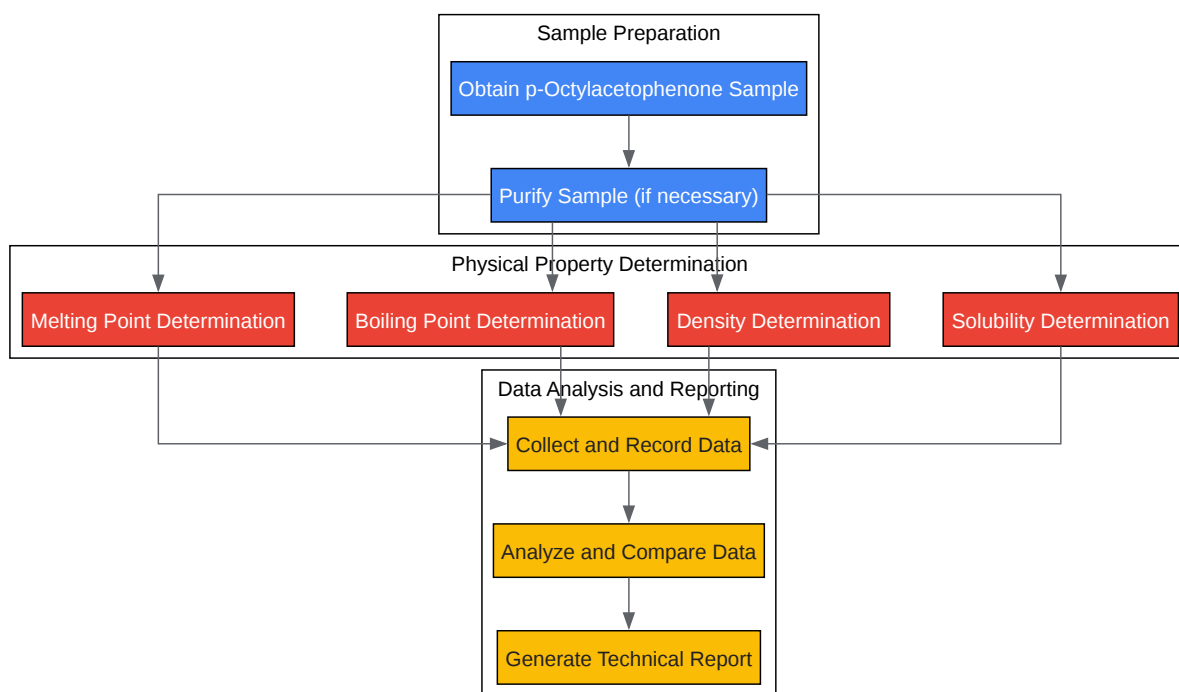 Sample Preparation
Obtain p-Octylacetophenone Sample
Purify Sample (if necessary)
Physical Property Determination
Melting Point Determination
Boiling Point Determination
Density Determination
Solubility Determination
Data Analysis and Reporting
Collect and Record Data
Analyze and Compare Data
Generate Technical Report